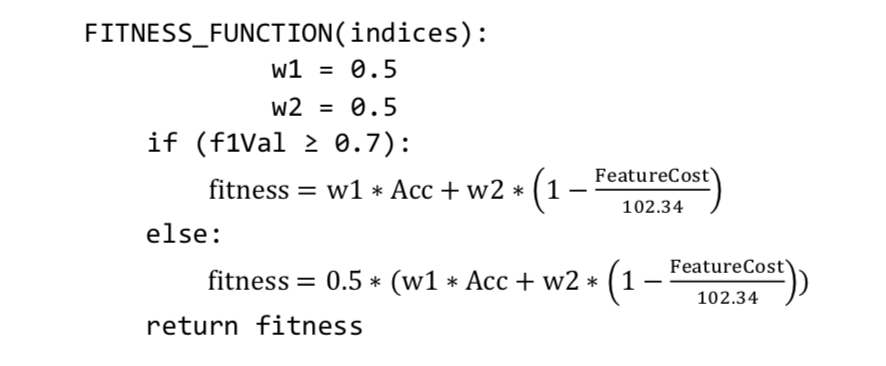 FITNESS_FUNCTION(indices):
w1 = 0.5
w2 = 0.5
if (f1Val ≥ 0.7):
fitness = w1 ∗ Acc + w2 ∗ (1 − FeatureCost/102.34)
else:
fitness = 0.5 ∗ (w1 ∗ Acc + w2 ∗ (1 − FeatureCost/102.34))
return fitness